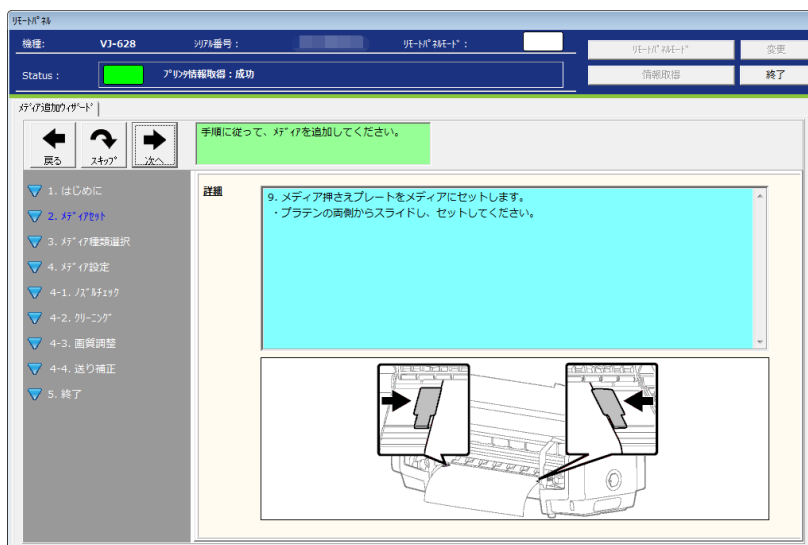 ﾘﾓｰﾄﾊﾟﾈﾙ
機種: VJ-628 ｼﾘｱﾙ番号： ﾘﾓｰﾄﾊﾟﾈﾙﾓｰﾄﾞ：
ﾘﾓｰﾄﾊﾟﾈﾙﾓｰﾄﾞ 変更
Status： ﾌﾟﾘﾝﾀ情報取得：成功
情報取得 終了
ﾒﾃﾞｨｱ追加ｳｨｻﾞｰﾄﾞ
戻る ｽｷｯﾌﾟ 次へ
手順に従って、ﾒﾃﾞｨｱを追加してください。
1. はじめに
2. ﾒﾃﾞｨｱｾｯﾄ
3. ﾒﾃﾞｨｱ種類選択
4. ﾒﾃﾞｨｱ設定
4-1. ﾉｽﾞﾙﾁｪｯｸ
4-2. ｸﾘｰﾆﾝｸﾞ
4-3. 画質調整
4-4. 送り補正
5. 終了
詳細
9. メディア押さえプレートをメディアにセットします。
・プラテンの両側からスライドし、セットしてください。